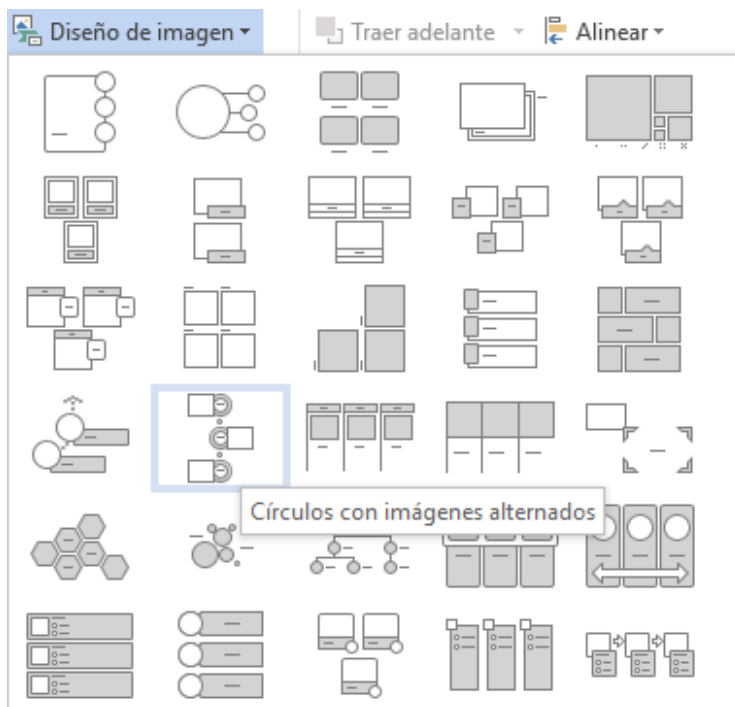 Diseño de imagen
Traer adelante
Alinear
Círculos con imágenes alternados